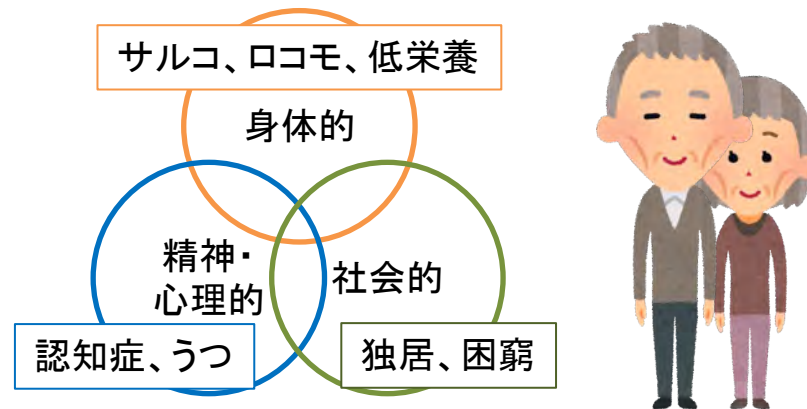 サルコ、ロコモ、低栄養
身体的
精神・
心理的
社会的
認知症、うつ
独居、困窮